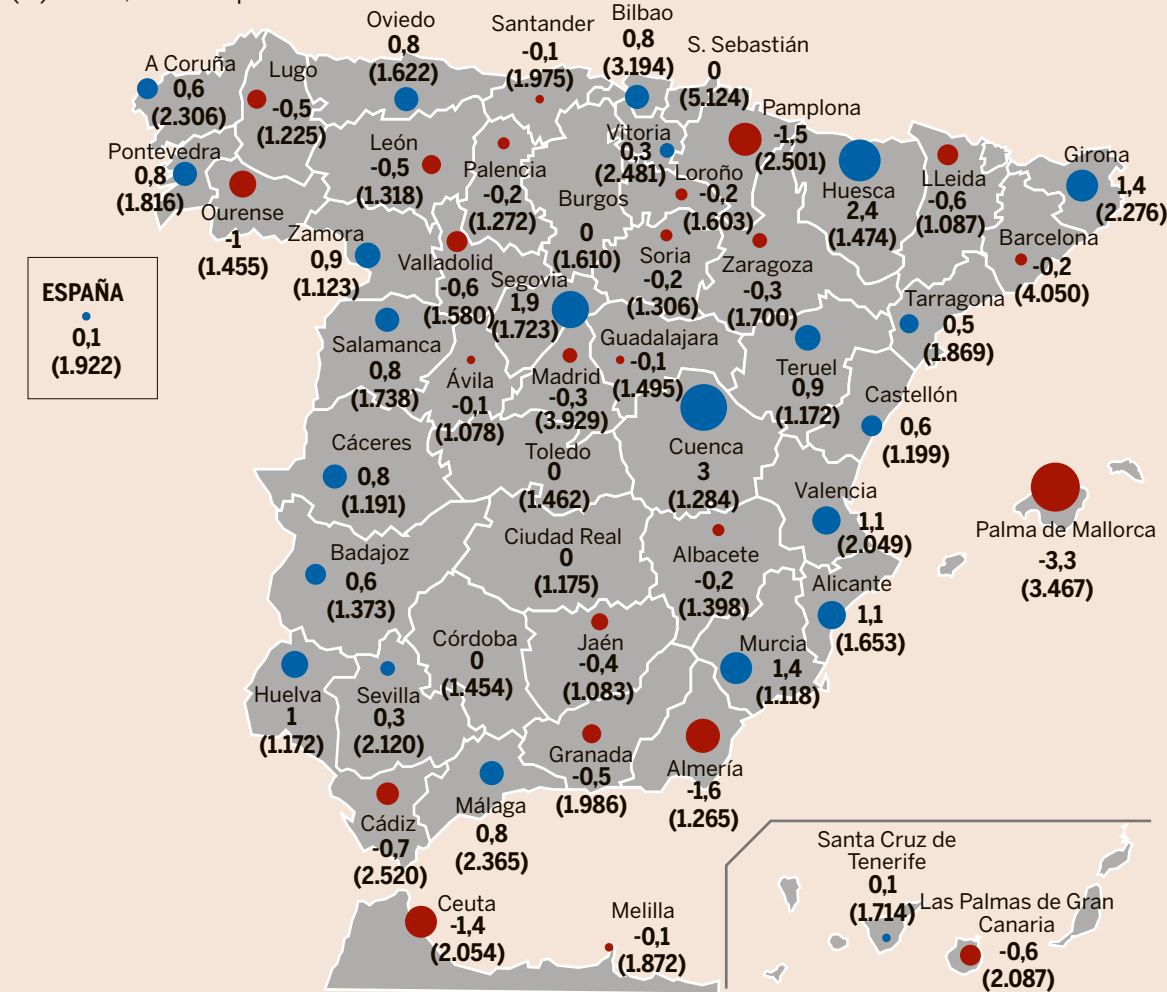 Oviedo
0,8
(1.622)
Santander
-0,1
(1.975)
Bilbao
0,8
(3.194)
S. Sebastián
0
(5.124)
A Coruña
0,6
(2.306)
Lugo
-0,5
(1.225)
Pamplona
-1,5
(2.501)
Pontevedra
0,8
(1.816)
Ourense
-1
(1.455)
León
-0,5
(1.318)
Palencia
-0,2
(1.272)
Burgos
0
(1.610)
Vitoria
0,3
(2.481)
Loroño
-0,2
(1.603)
Huesca
2,4
(1.474)
LLeida
-0,6
(1.087)
Girona
1,4
(2.276)
Barcelona
-0,2
(4.050)
Zamora
0,9
(1.123)
Valladolid
-0,6
(1.580)
Segovia
1,9
(1.723)
Soria
-0,2
(1.306)
Zaragoza
-0,3
(1.700)
Tarragona
0,5
(1.869)
ESPAÑA
0,1
(1.922)
Salamanca
0,8
(1.738)
Ávila
-0,1
(1.078)
Madrid
-0,3
(3.929)
Guadalajara
-0,1
(1.495)
Teruel
0,9
(1.172)
Castellón
0,6
(1.199)
Cáceres
0,8
(1.191)
Toledo
0
(1.462)
Cuenca
3
(1.284)
Valencia
1,1
(2.049)
Palma de Mallorca
-3,3
(3.467)
Badajoz
0,6
(1.373)
Ciudad Real
0
(1.175)
Albacete
-0,2
(1.398)
Alicante
1,1
(1.653)
Huelva
1
(1.172)
Sevilla
0,3
(2.120)
Córdoba
0
(1.454)
Jaén
-0,4
(1.083)
Murcia
1,4
(1.118)
Cádiz
-0,7
(2.520)
Málaga
0,8
(2.365)
Granada
-0,5
(1.986)
Almería
-1,6
(1.265)
Ceuta
-1,4
(2.054)
Melilla
-0,1
(1.872)
Santa Cruz de
Tenerife
0,1
(1.714)
Las Palmas de Gran
Canaria
-0,6
(2.087)